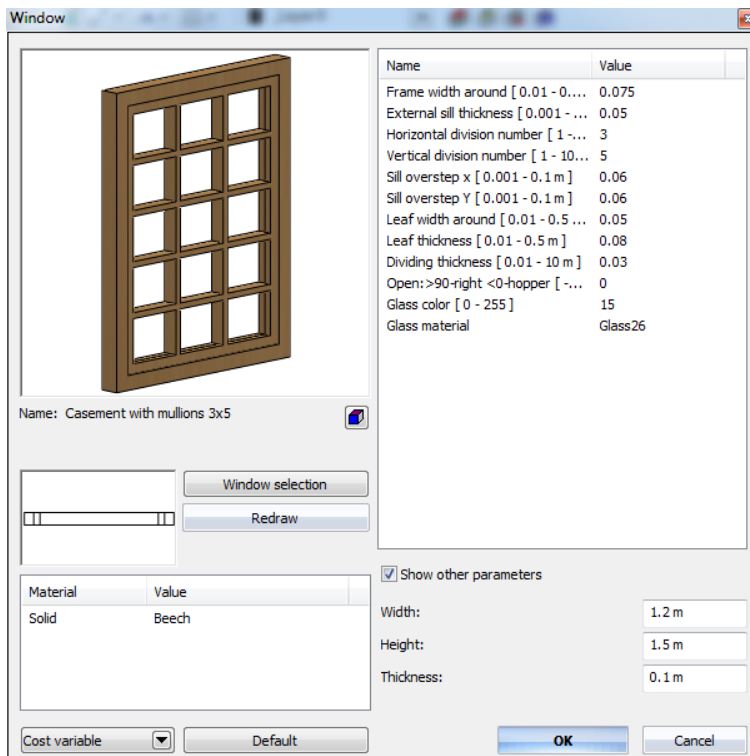 Window
Name Value
Frame width around [ 0.01 - 0.... 0.075
External sill thickness [ 0.001 - ... 0.05
Horizontal division number [ 1 -... 3
Vertical division number [ 1 - 10... 5
Sill overstep x [ 0.001 - 0.1 m ] 0.06
Sill overstep Y [ 0.001 - 0.1 m ] 0.06
Leaf width around [ 0.01 - 0.5 ... 0.05
Leaf thickness [ 0.01 - 0.5 m ] 0.08
Dividing thickness [ 0.01 - 10 m ] 0.03
Open:>90-right <0-hopper [ -... 0
Glass color [ 0 - 255 ] 15
Glass material Glass26
Name: Casement with mullions 3x5
Window selection
Redraw
Material Value
Solid Beech
Show other parameters
Width: 1.2 m
Height: 1.5 m
Thickness: 0.1 m
Cost variable Default OK Cancel